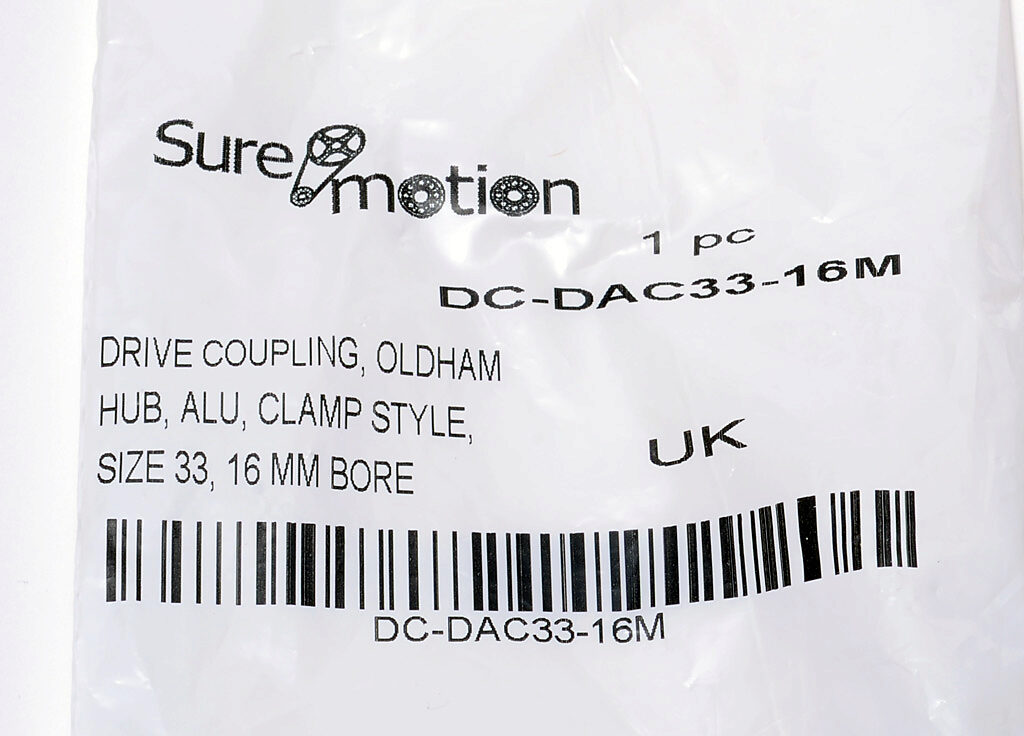 Sure motion
1 pc
DC-DAC33-16M
DRIVE COUPLING, OLDHAM
HUB, ALU, CLAMP STYLE,
SIZE 33, 16 MM BORE
UK
DC-DAC33-16M